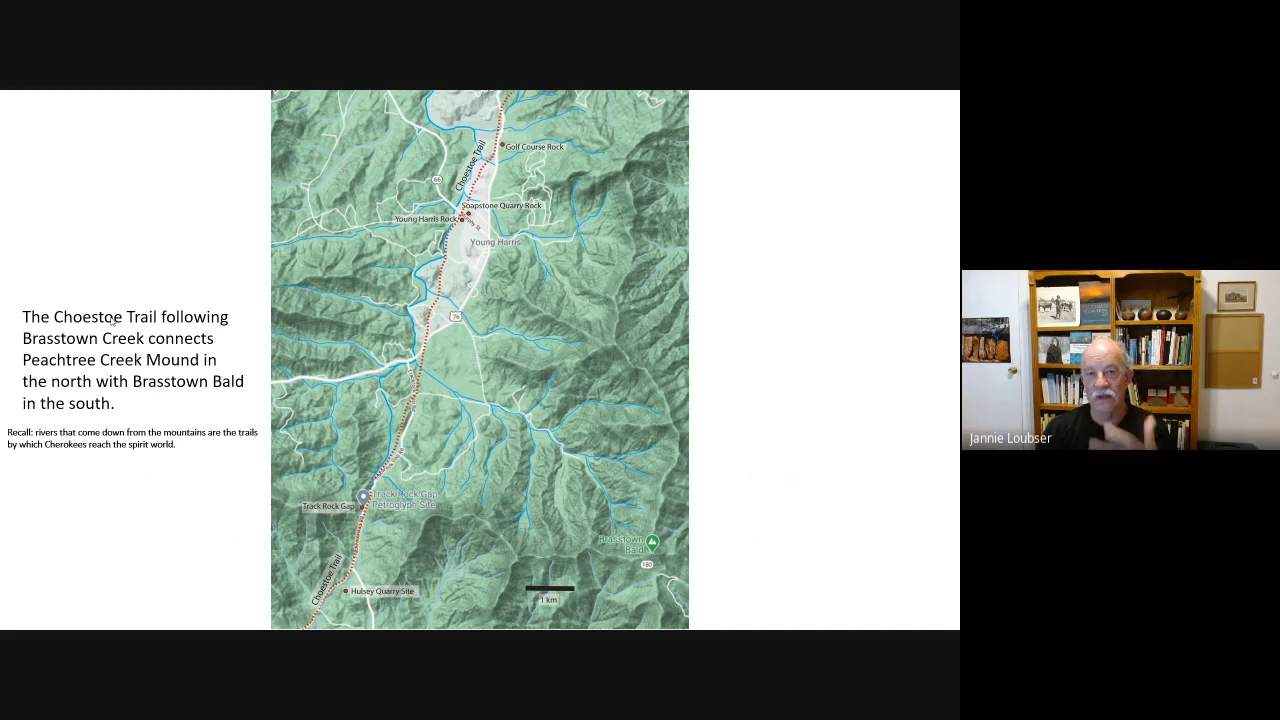 The Choestoe Trail following
Brasstown Creek connects
Peachtree Creek Mound in
the north with Brasstown Bald
in the south.
Recall: rivers that come down from the mountains are the trails
by which Cherokees reach the spirit world.
Golf Course Rock
Choestoe Trail
66
Soapstone Quarry Rock
Young Harris Rock
Young Harris
76
Track Rock Gap
Petroglyph Site
Track Rock Gap
Brasstown
Bald
180
Choestoe Trail
Hulsey Quarry Site
1 km
Jannie Loubser